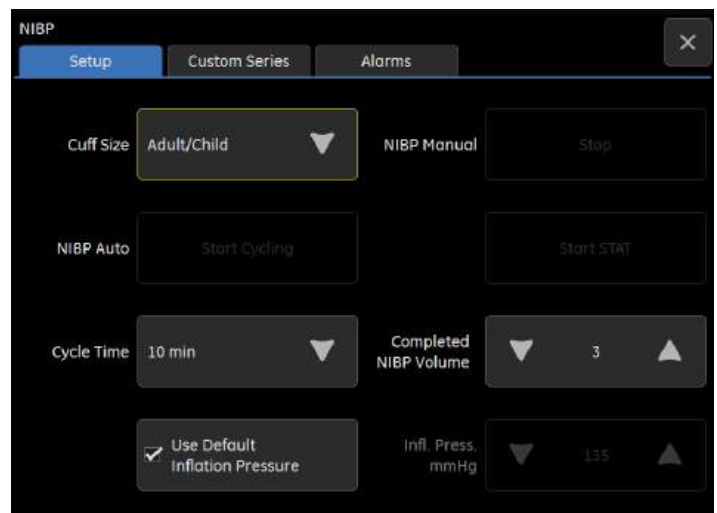 NIBP
Setup
Custom Series
Alarms
Cuff Size
Adult/Child
NIBP Manual
Stop
NIBP Auto
Start Cycling
Start STAT
Cycle Time
10 min
Completed
NIBP Volume
3
Use Default
Inflation Pressure
Infl. Press.
mmHg
135